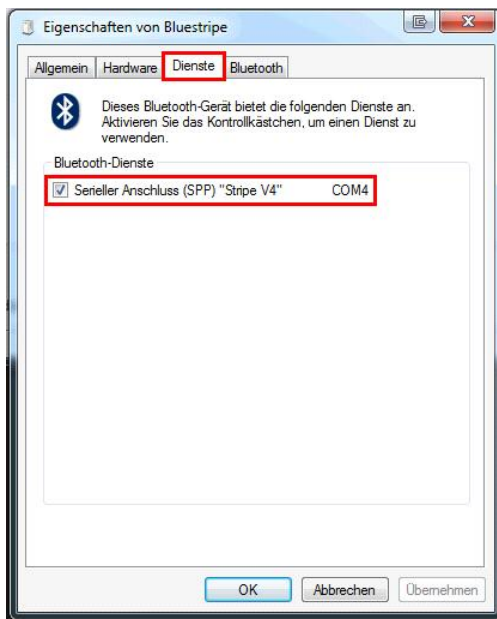 Eigenschaften von Bluestripe
Allgemein Hardware Dienste Bluetooth
Dieses Bluetooth-Gerät bietet die folgenden Dienste an.
Aktivieren Sie das Kontrollkästchen, um einen Dienst zu
verwenden.
Bluetooth-Dienste
Serieller Anschluss (SPP) "Stripe V4" COM4
OK Abbrechen Übernehmen